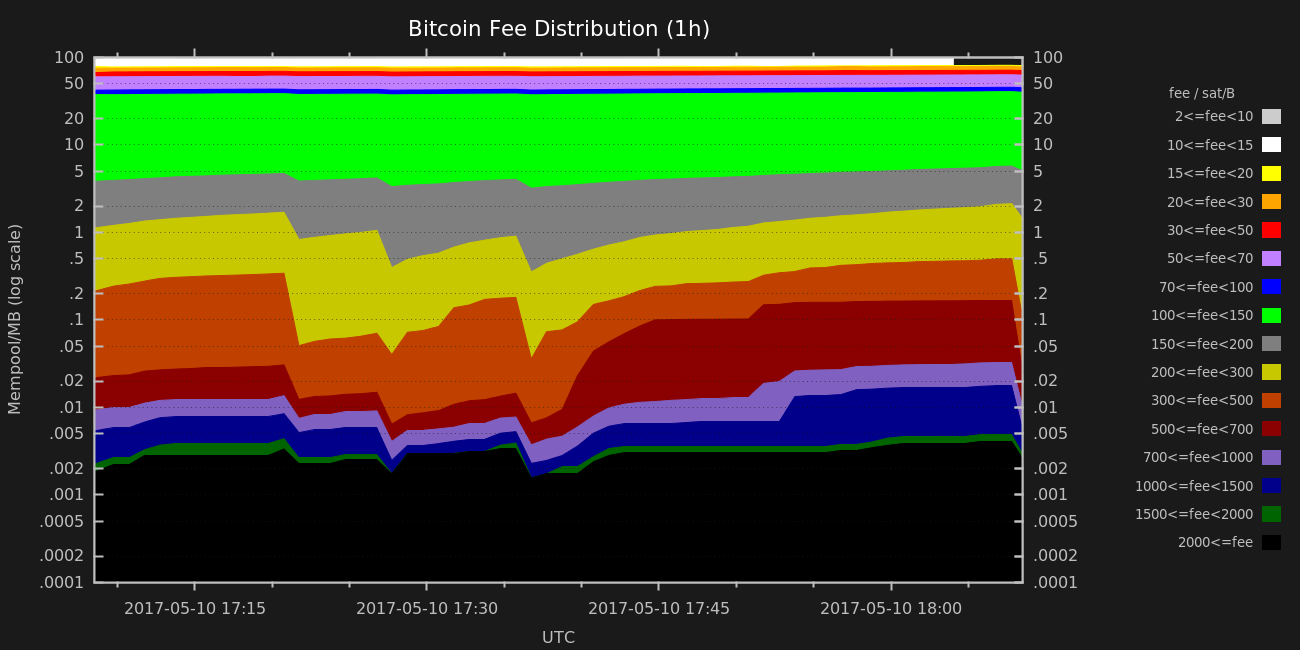 Bitcoin Fee Distribution (1h)
Mempool/MB (log scale)
100
50
20
10
5
2
1
.5
.2
.1
.05
.02
.01
.005
.002
.001
.0005
.0002
.0001
100
50
20
10
5
2
1
.5
.2
.1
.05
.02
.01
.005
.002
.001
.0005
.0002
.0001
2017-05-10 17:15
2017-05-10 17:30
2017-05-10 17:45
2017-05-10 18:00
UTC
fee / sat/B
2<=fee<10
10<=fee<15
15<=fee<20
20<=fee<30
30<=fee<50
50<=fee<70
70<=fee<100
100<=fee<150
150<=fee<200
200<=fee<300
300<=fee<500
500<=fee<700
700<=fee<1000
1000<=fee<1500
1500<=fee<2000
2000<=fee